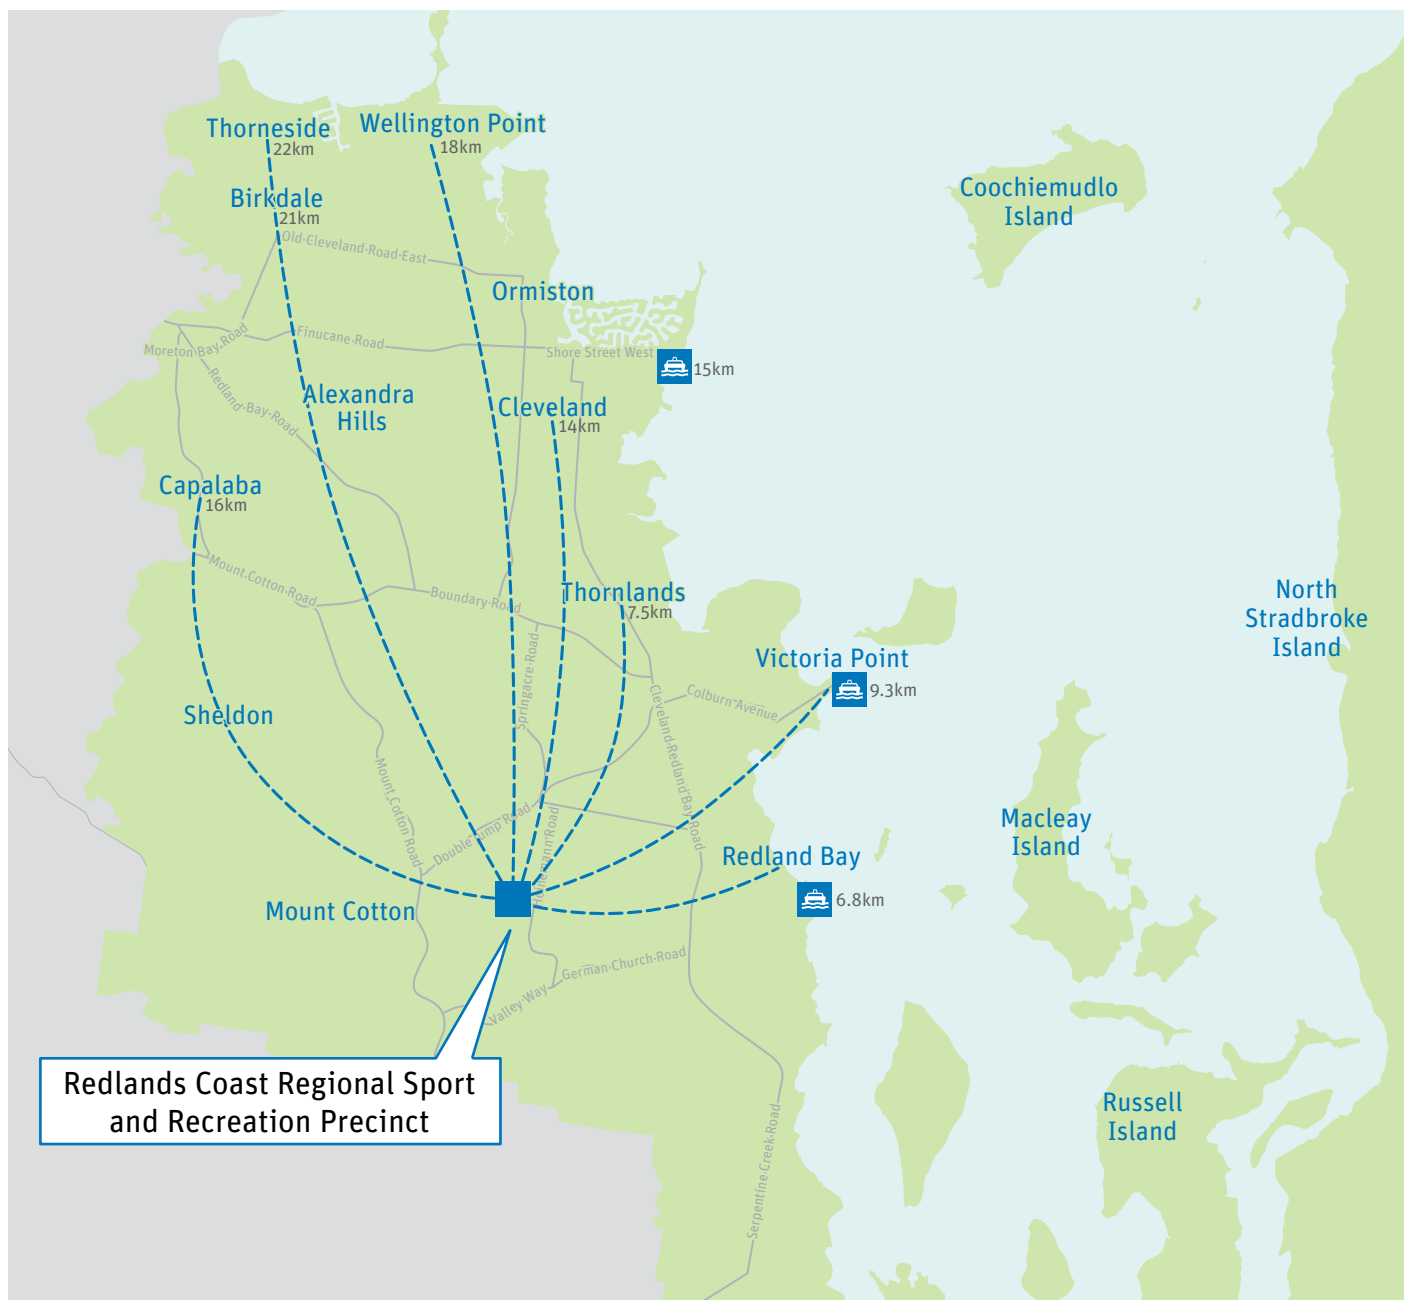 Thorneside
22km
Wellington Point
18km
Birkdale
21km
Coochiemudlo
Island
Old Cleveland Road East
Ormiston
Finucane Road
Moreton Bay Road
Shore Street West
15km
Redland Bay Road
Alexandra
Hills
Cleveland
14km
Capalaba
16km
Mount Cotton Road
Boundary Road
Thornlands
7.5km
North
Stradbroke
Island
Springacre Road
Victoria Point
9.3km
Colburn Avenue
Cleveland Redland Bay Road
Sheldon
Mount Cotton Road
Double Jump Road
Heinemann Road
Macleay
Island
Redland Bay
6.8km
Mount Cotton
German Church Road
Valley Way
Redlands Coast Regional Sport
and Recreation Precinct
Russell
Island
Serpentine Creek Road